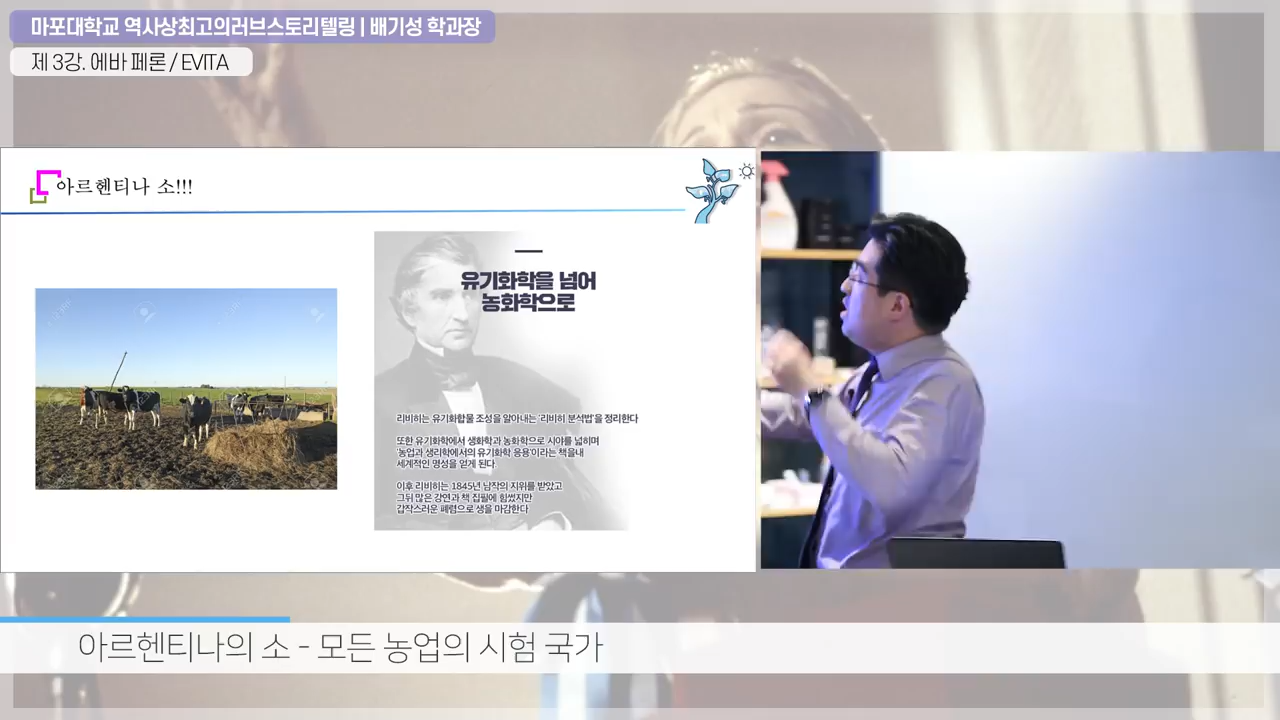 마포대학교 역사상최고의러브스토리텔링 | 배기성 학과장
제 3강. 에바 페론 / EVITA
아르헨티나 소!!!
유기화학을 넘어
농화학으로
리비히는 유기화합물 조성을 알아내는 '리비히 분석법'을 정리한다
또한 유기화학에서 생화학과 농화학으로 시야를 넓히며
'농업과 생리학에서의 유기화학 응용'이라는 책을내
세계적인 명성을 얻게 된다
이후 리비히는 1845년 남작의 지위를 받았고
그뒤 많은 강연과 책 집필에 힘썼지만
갑작스러운 폐렴으로 생을 마감한다
아르헨티나의 소 - 모든 농업의 시험 국가